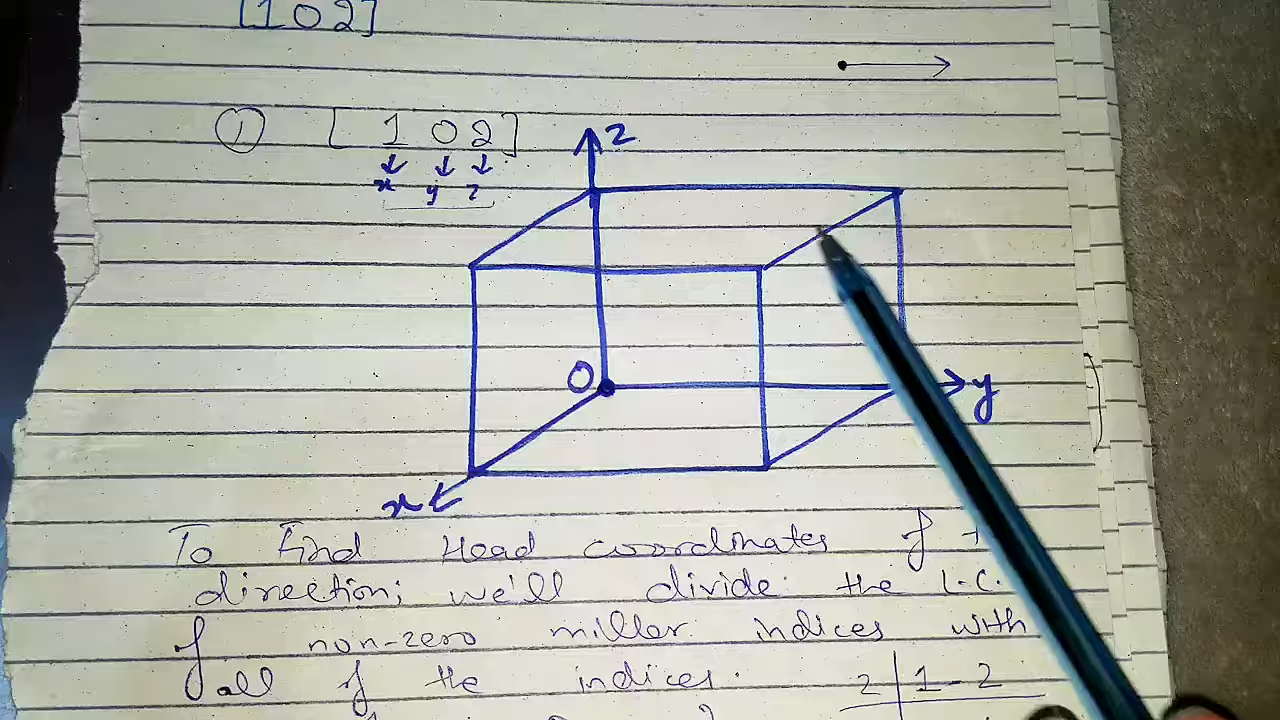 [1 0 2]
① [ 1 0 2 ]
x y z
z
O
y
x
To Find Head coordinates of
direction; we'll divide the L.C.
of non-zero miller indices with
all of the indices.
2 | 1 - 2